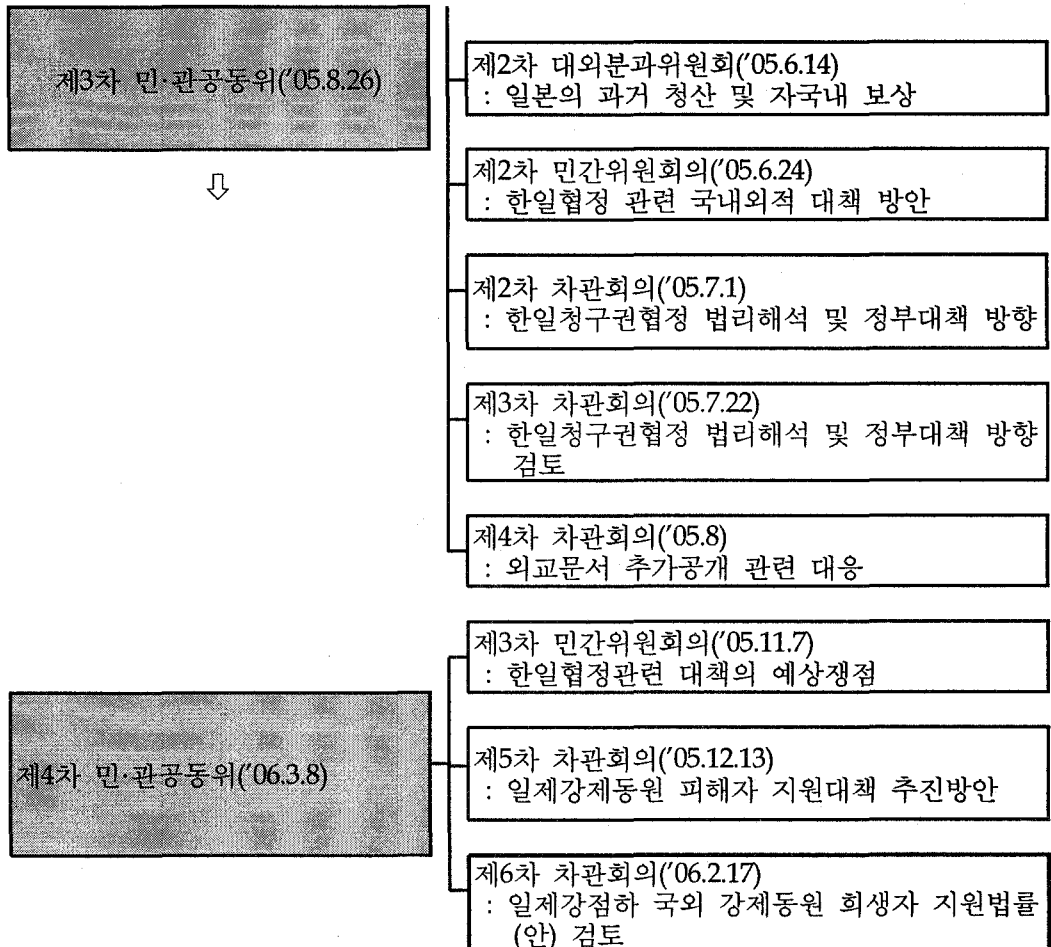 제3차 민·관공동위('05.8.26)
⇩
제2차 대외분과위원회('05.6.14)
: 일본의 과거 청산 및 자국내 보상
제2차 민간위원회의('05.6.24)
: 한일협정 관련 국내외적 대책 방안
제2차 차관회의('05.7.1)
: 한일청구권협정 법리해석 및 정부대책 방향
제3차 차관회의('05.7.22)
: 한일청구권협정 법리해석 및 정부대책 방향
검토
제4차 차관회의('05.8)
: 외교문서 추가공개 관련 대응
제4차 민·관공동위('06.3.8)
제3차 민간위원회의('05.11.7)
: 한일협정관련 대책의 예상쟁점
제5차 차관회의('05.12.13)
: 일제강제동원 피해자 지원대책 추진방안
제6차 차관회의('06.2.17)
: 일제강점하 국외 강제동원 희생자 지원법률
(안) 검토